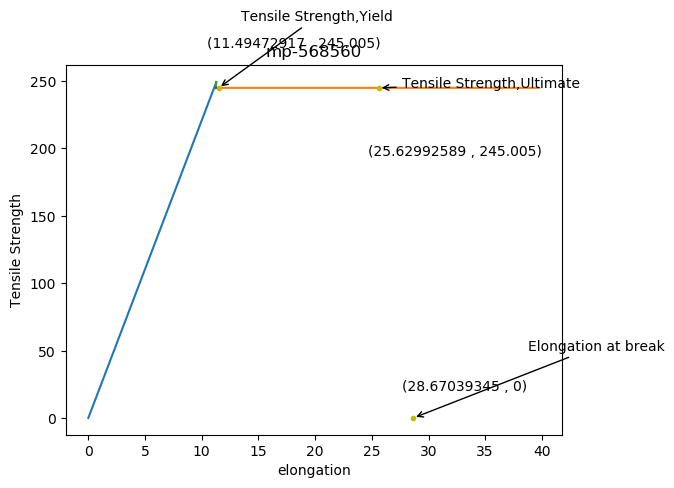 Tensile Strength,Yield
(11.49472917 , 245.005)
mp-568560
250
Tensile Strength,Ultimate
200
(25.62992589 , 245.005)
150
Tensile Strength
100
50
Elongation at break
(28.67039345 , 0)
0
0 5 10 15 20 25 30 35 40
elongation